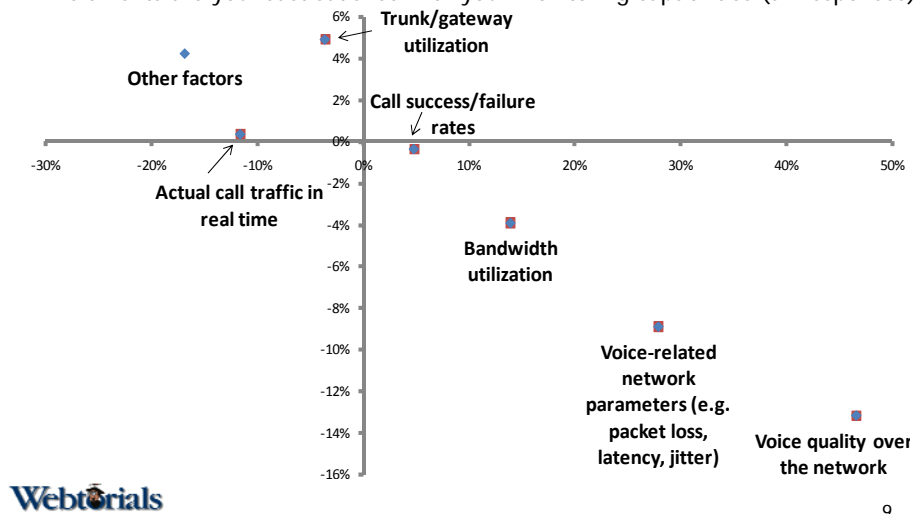 6%
Trunk/gateway
utilization
4%
Other factors
2%
Call success/failure
rates
0%
-30%
-20%
-10%
0%
10%
20%
30%
40%
50%
-2%
Actual call traffic in
real time
-4%
Bandwidth
utilization
-6%
-8%
-10%
Voice-related
network
parameters (e.g.
packet loss,
latency, jitter)
-12%
-14%
Voice quality over
the network
-16%
Webtorials
9